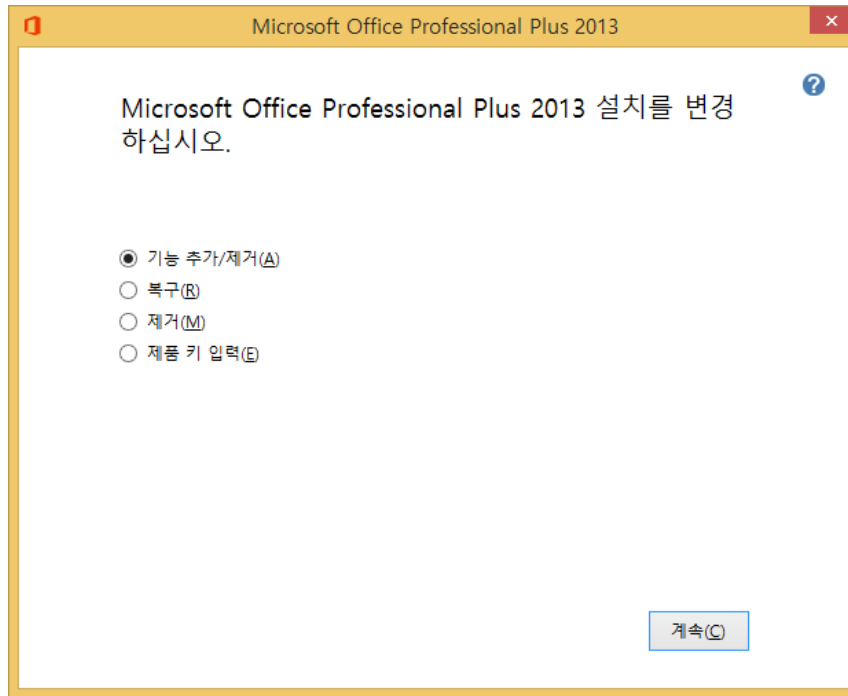 Microsoft Office Professional Plus 2013
Microsoft Office Professional Plus 2013 설치를 변경
하십시오.
기능 추가/제거(A)
복구(R)
제거(M)
제품 키 입력(E)
계속(C)